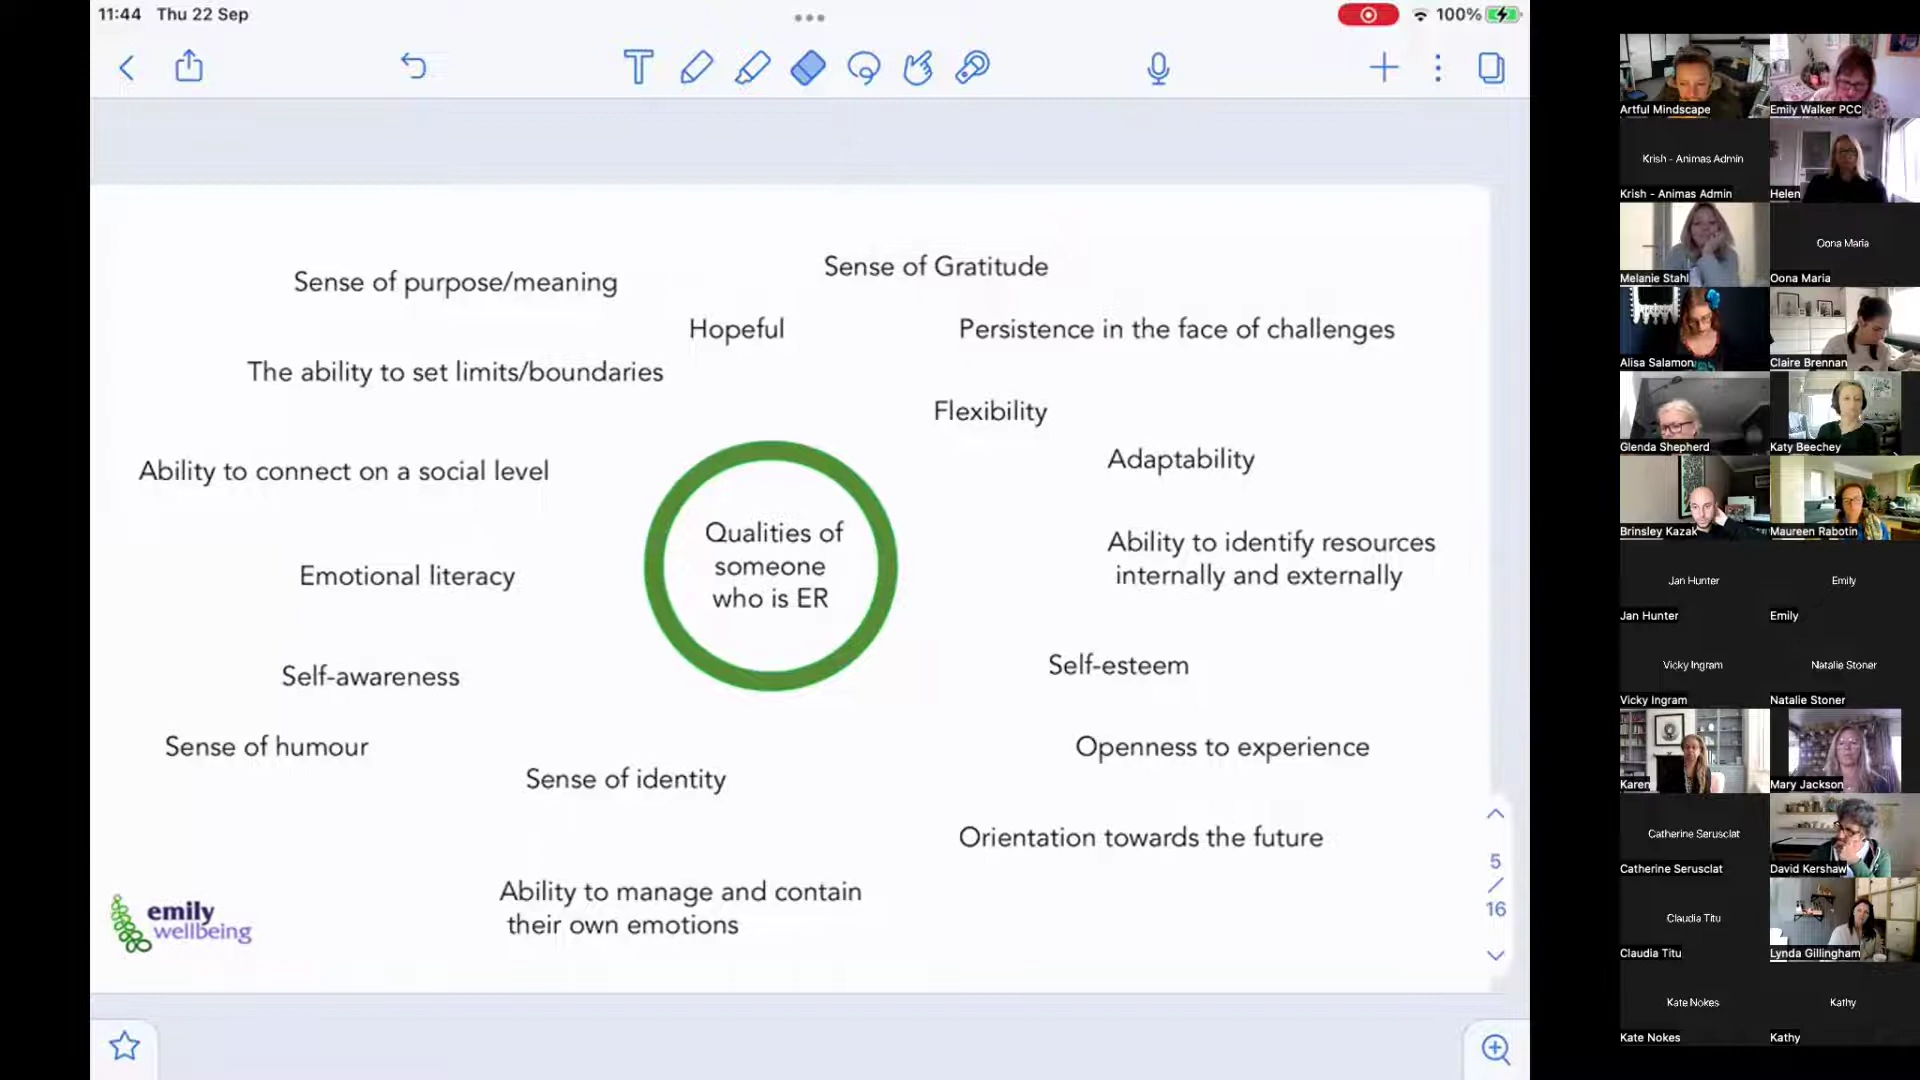 11:44 Thu 22 Sep
100%
Sense of purpose/meaning
Sense of Gratitude
Hopeful
Persistence in the face of challenges
The ability to set limits/boundaries
Flexibility
Ability to connect on a social level
Adaptability
Qualities of
someone
who is ER
Ability to identify resources
internally and externally
Emotional literacy
Self-awareness
Self-esteem
Sense of humour
Openness to experience
Sense of identity
Orientation towards the future
Ability to manage and contain
their own emotions
emily
wellbeing
5
/
16
Artful Mindscape
Emily Walker PCC
Krish - Animas Admin
Krish - Animas Admin
Helen
Melanie Stahl
Oona Maria
Oona Maria
Alisa Salamon
Claire Brennan
Glenda Shepherd
Katy Beechey
Brinsley Kazak
Maureen Rabotin
Jan Hunter
Emily
Jan Hunter
Emily
Vicky Ingram
Natalie Stoner
Vicky Ingram
Natalie Stoner
Karen
Mary Jackson
Catherine Serusclat
Catherine Serusclat
David Kershaw
Claudia Titu
Claudia Titu
Lynda Gillingham
Kate Nokes
Kathy
Kate Nokes
Kathy